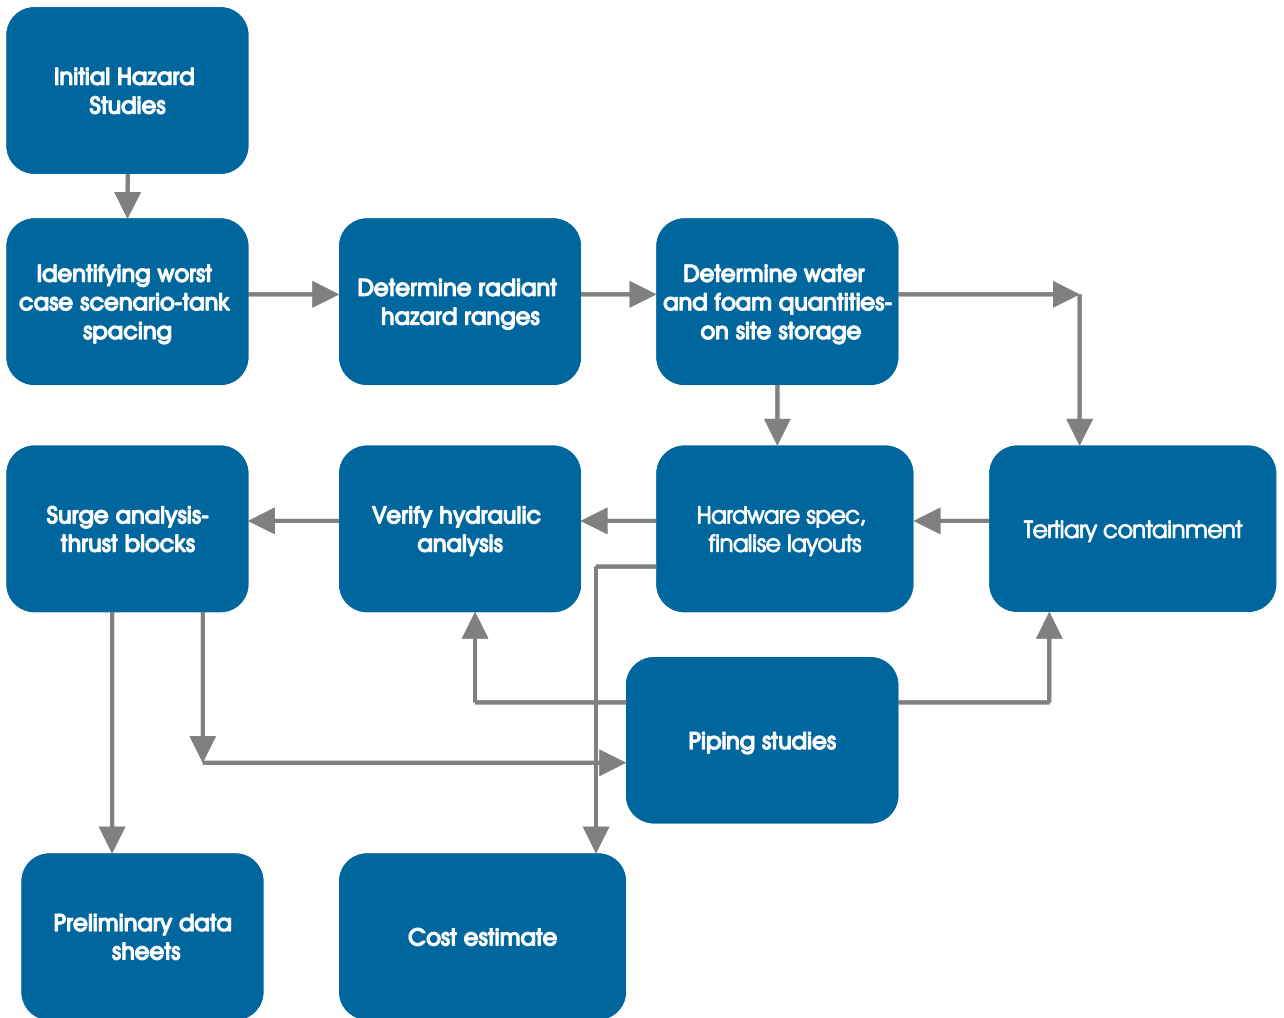 Initial Hazard
Studies
Identifying worst
case scenario-tank
spacing
Determine radiant
hazard ranges
Determine water
and foam quantities-
on site storage
Surge analysis-
thrust blocks
Verify hydraulic
analysis
Hardware spec,
finalise layouts
Tertiary containment
Piping studies
Preliminary data
sheets
Cost estimate